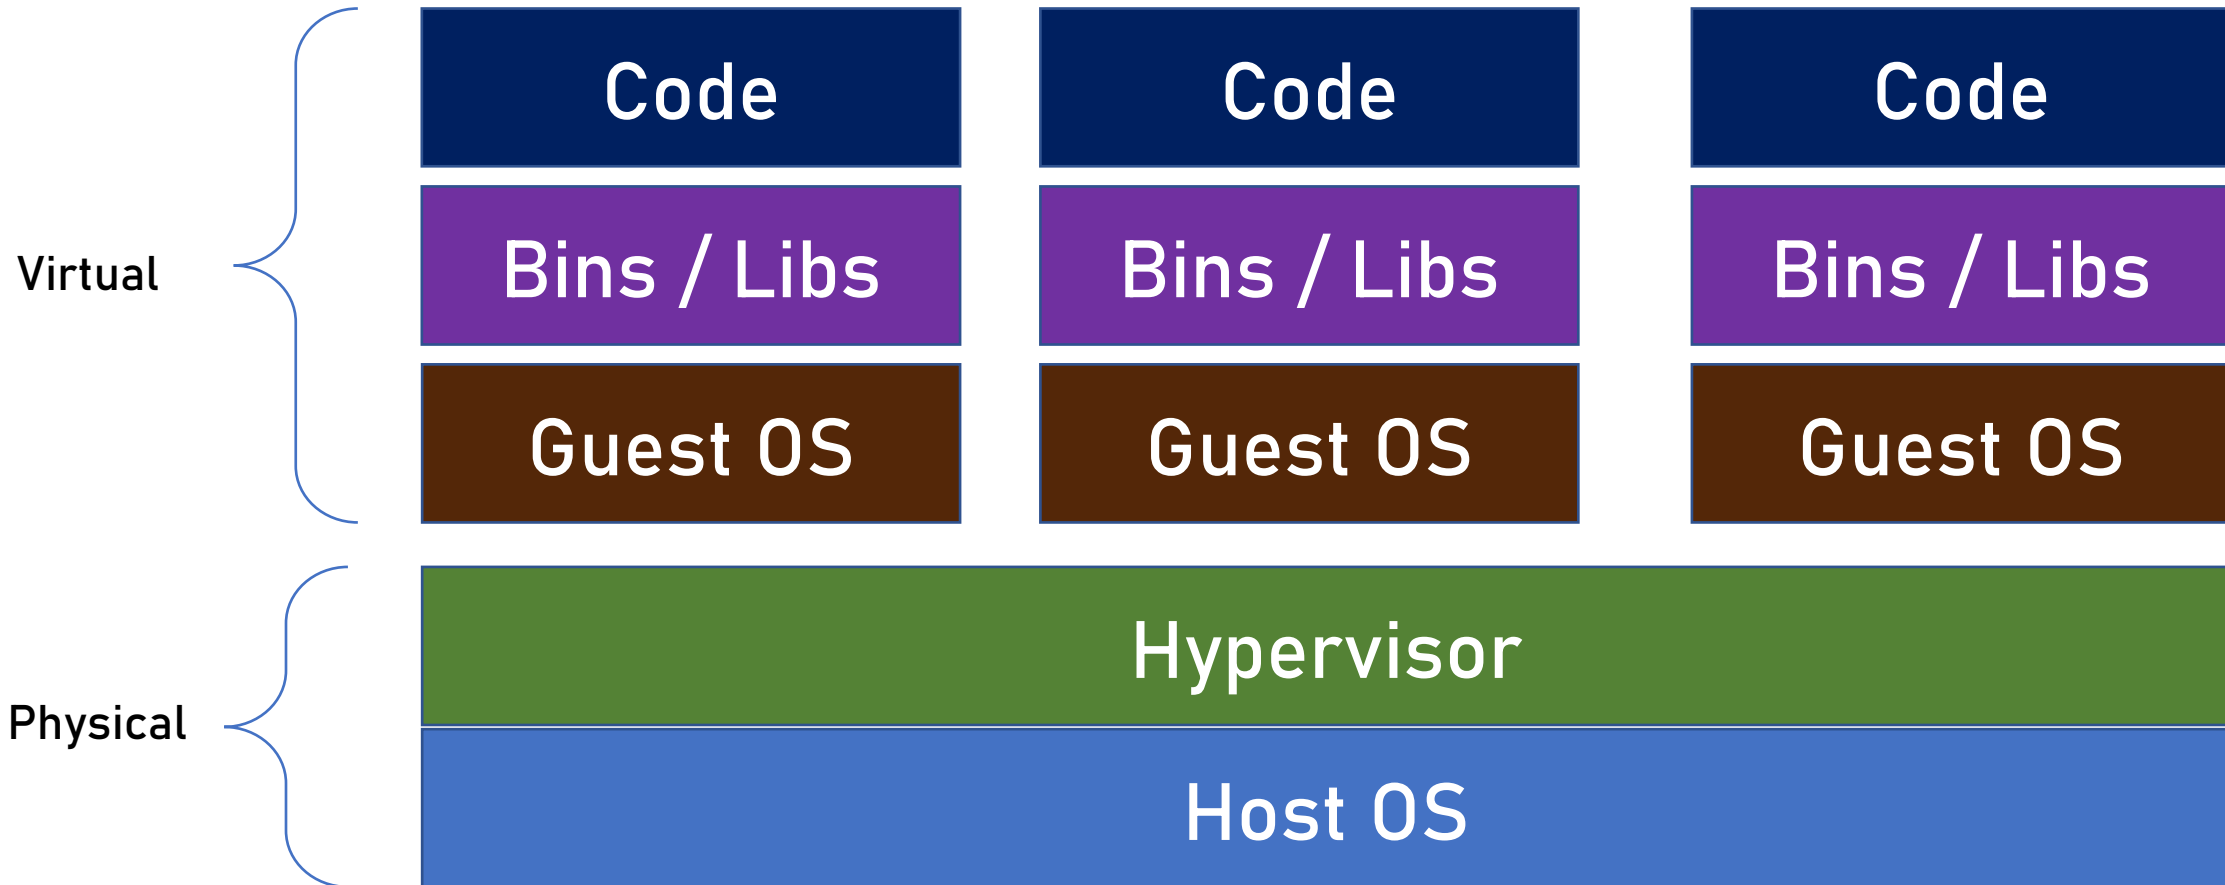 Code
Code
Code
Virtual
Bins / Libs
Bins / Libs
Bins / Libs
Guest OS
Guest OS
Guest OS
Hypervisor
Physical
Host OS